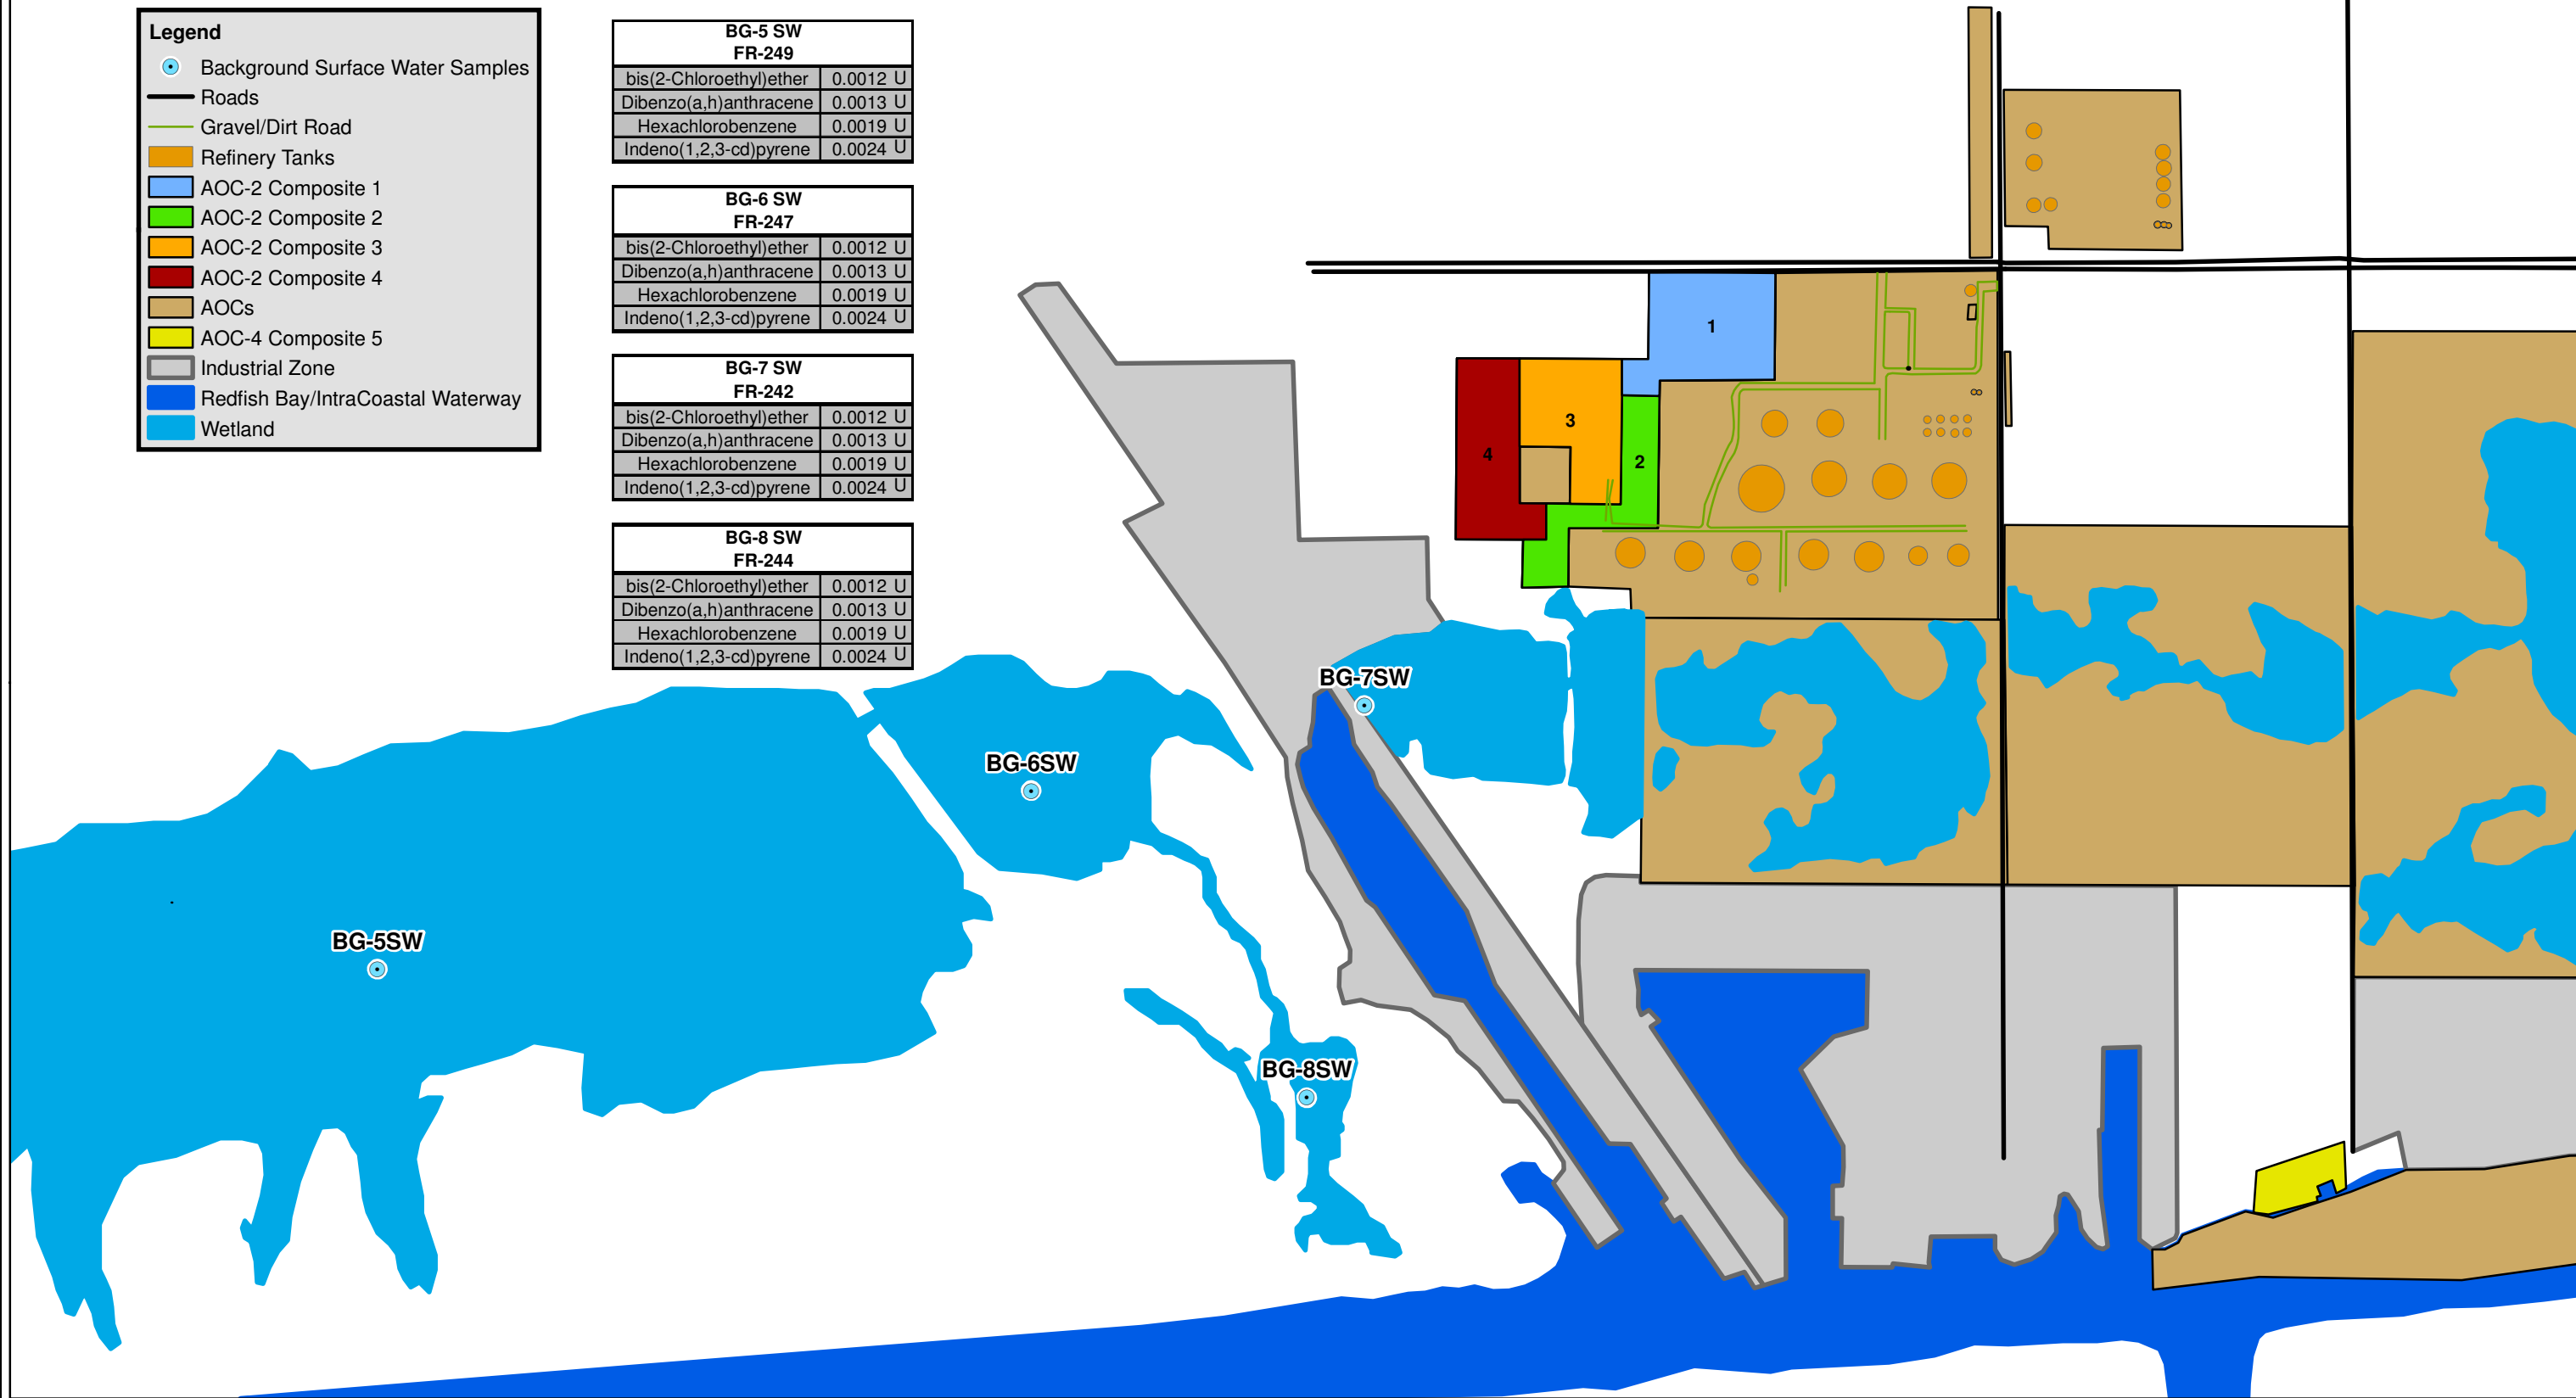 Legend
Background Surface Water Samples
Roads
Gravel/Dirt Road
Refinery Tanks
AOC-2 Composite 1
AOC-2 Composite 2
AOC-2 Composite 3
AOC-2 Composite 4
AOCs
AOC-4 Composite 5
Industrial Zone
Redfish Bay/IntraCoastal Waterway
Wetland
BG-5 SW
FR-249
bis(2-Chloroethyl)ether 0.0012 U
Dibenzo(a,h)anthracene 0.0013 U
Hexachlorobenzene 0.0019 U
Indeno(1,2,3-cd)pyrene 0.0024 U
BG-6 SW
FR-247
bis(2-Chloroethyl)ether 0.0012 U
Dibenzo(a,h)anthracene 0.0013 U
Hexachlorobenzene 0.0019 U
Indeno(1,2,3-cd)pyrene 0.0024 U
BG-7 SW
FR-242
bis(2-Chloroethyl)ether 0.0012 U
Dibenzo(a,h)anthracene 0.0013 U
Hexachlorobenzene 0.0019 U
Indeno(1,2,3-cd)pyrene 0.0024 U
BG-8 SW
FR-244
bis(2-Chloroethyl)ether 0.0012 U
Dibenzo(a,h)anthracene 0.0013 U
Hexachlorobenzene 0.0019 U
Indeno(1,2,3-cd)pyrene 0.0024 U
1
3
4
2
BG-7SW
BG-6SW
BG-5SW
BG-8SW